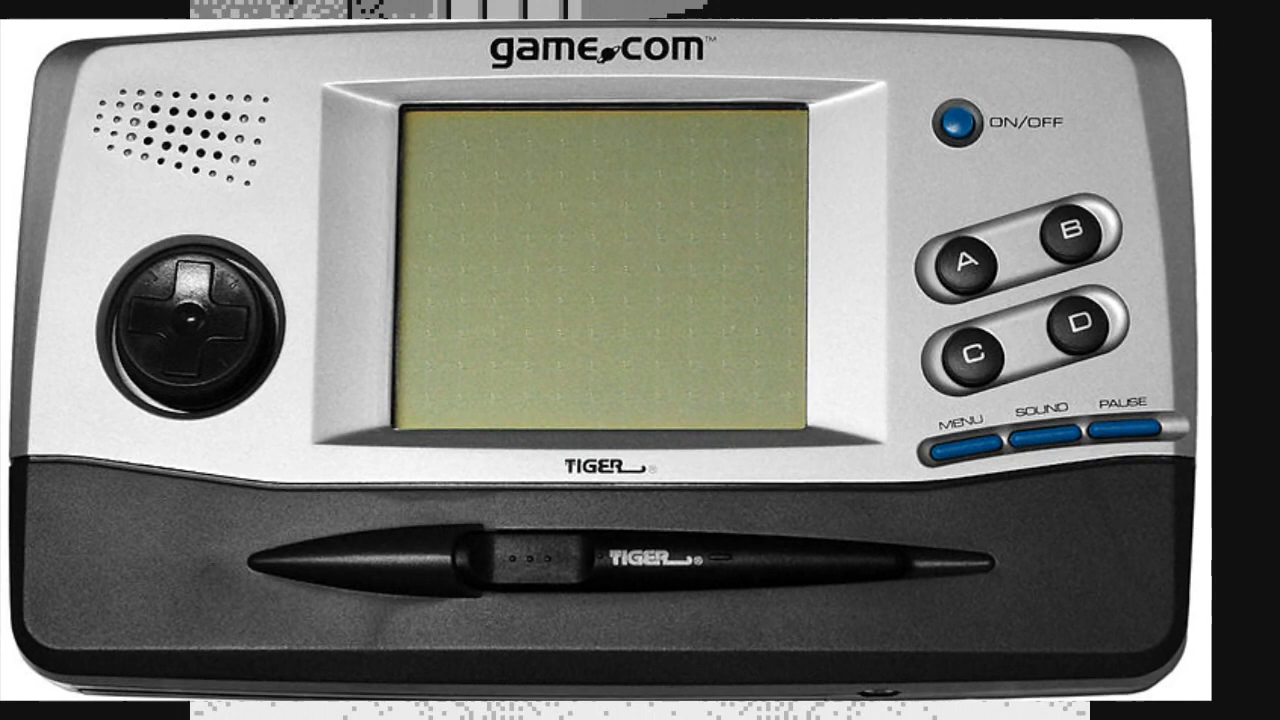 game.com™
ON/OFF
B
A
D
C
MENU SOUND PAUSE
TIGER®
TIGER®